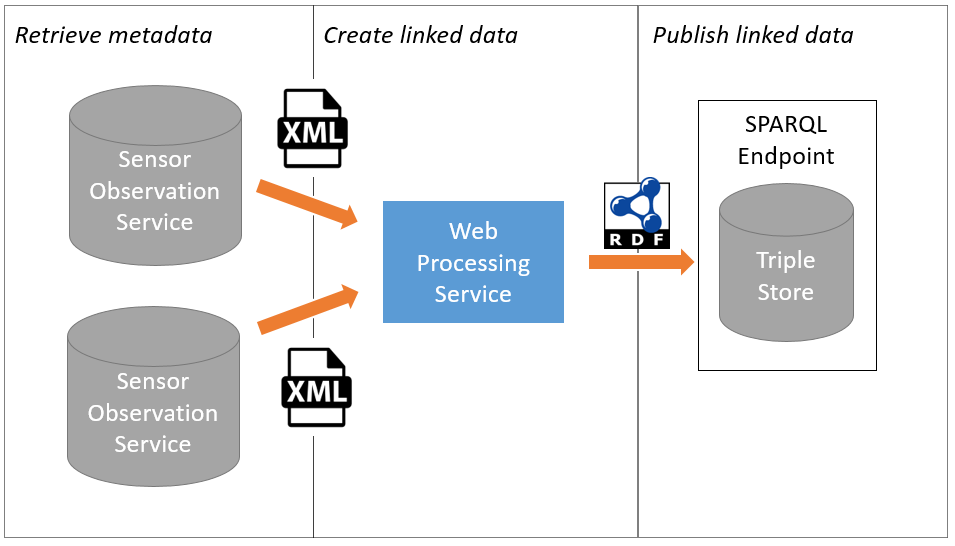 Retrieve metadata
Create linked data
Publish linked data
XML
Sensor
Observation
Service
Web
Processing
Service
RDF
SPARQL
Endpoint
Triple
Store
Sensor
Observation
Service
XML